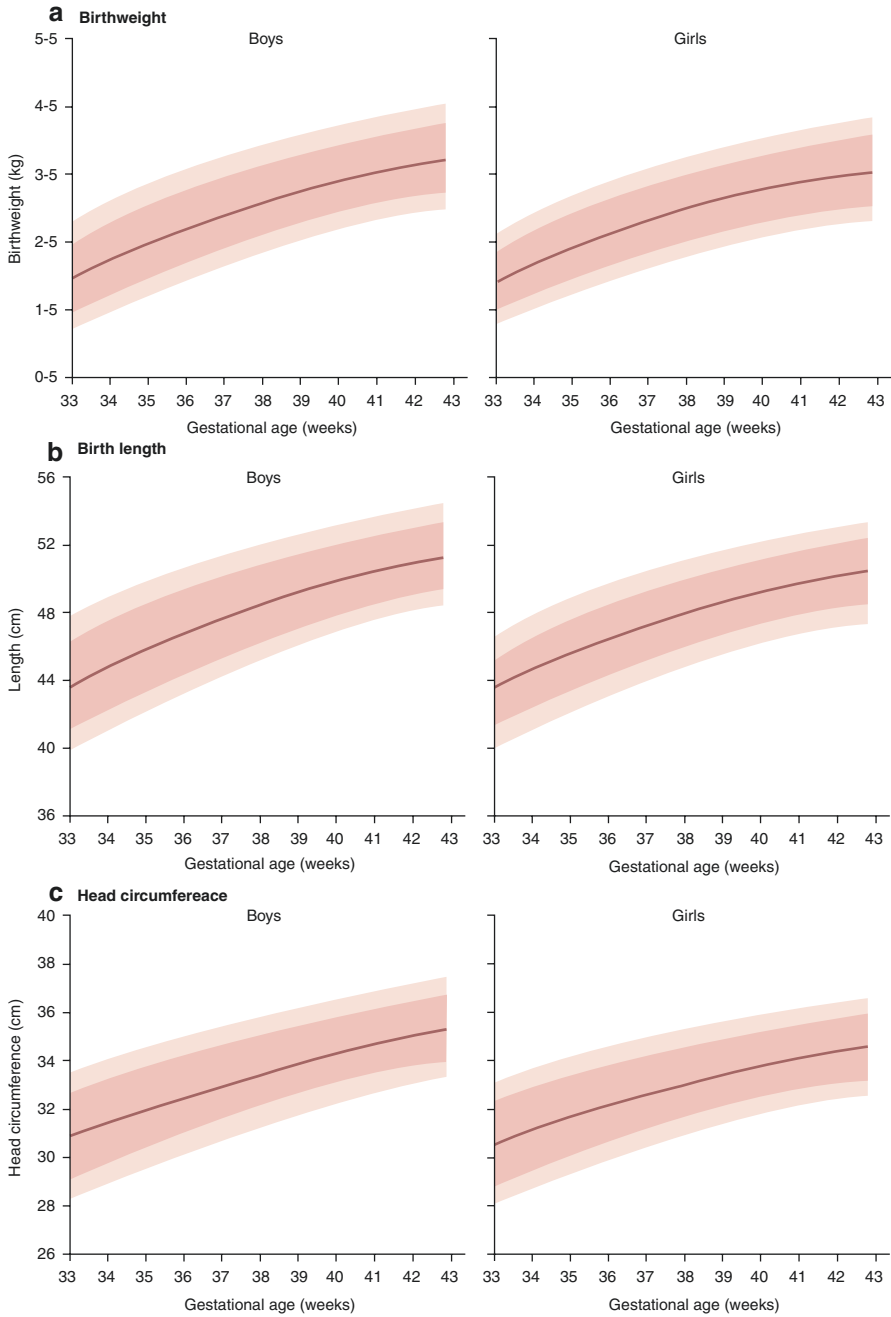 a Birthweight
Boys
Girls
5-5
4-5
3-5
2-5
1-5
0-5
Birthweight (kg)
33 34 35 36 37 38 39 40 41 42 43
33 34 35 36 37 38 39 40 41 42 43
Gestational age (weeks)
Gestational age (weeks)
b Birth length
Boys
Girls
56
52
48
44
40
36
Length (cm)
33 34 35 36 37 38 39 40 41 42 43
33 34 35 36 37 38 39 40 41 42 43
Gestational age (weeks)
Gestational age (weeks)
c Head circumfereace
Boys
Girls
40
38
36
34
32
30
28
26
Head circumference (cm)
33 34 35 36 37 38 39 40 41 42 43
33 34 35 36 37 38 39 40 41 42 43
Gestational age (weeks)
Gestational age (weeks)